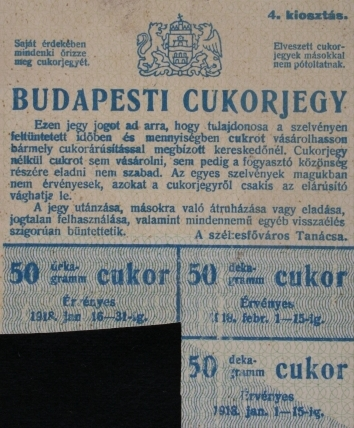 4. kiosztás.
Saját érdekében
mindenki őrizze
meg cukorjegyét.
Elveszett cukor-
jegyek másokkal
nem pótoltatnak.
BUDAPESTI CUKORJEGY
Ezen jegy jogot ad arra, hogy tulajdonosa a szelvényen
feltüntetett időben és mennyiségben cukrot vásárolhasson
bármely cukorárúsítással megbízott kereskedőnél. Cukorjegy
nélkül cukrot sem vásárolni, sem pedig a fogyasztó közönség
részére eladni nem szabad. Az egyes szelvények magukban
nem érvényesek, azokat a cukorjegyről csakis az elárúsító
vághatja le.
A jegy utánzása, másokra való átruházása vagy eladása,
jogtalan felhasználása, valamint mindennemű egyéb visszaélés
szigorúan büntettetik.
A székesfőváros Tanácsa.
50 deka-
gramm cukor
Érvényes
1918. jan 16—31-ig.
50 deka-
gramm cukor
Érvényes
1918. febr. 1—15-ig.
50 deka-
gramm cukor
Érvényes
1918. jan. 1—15-ig.